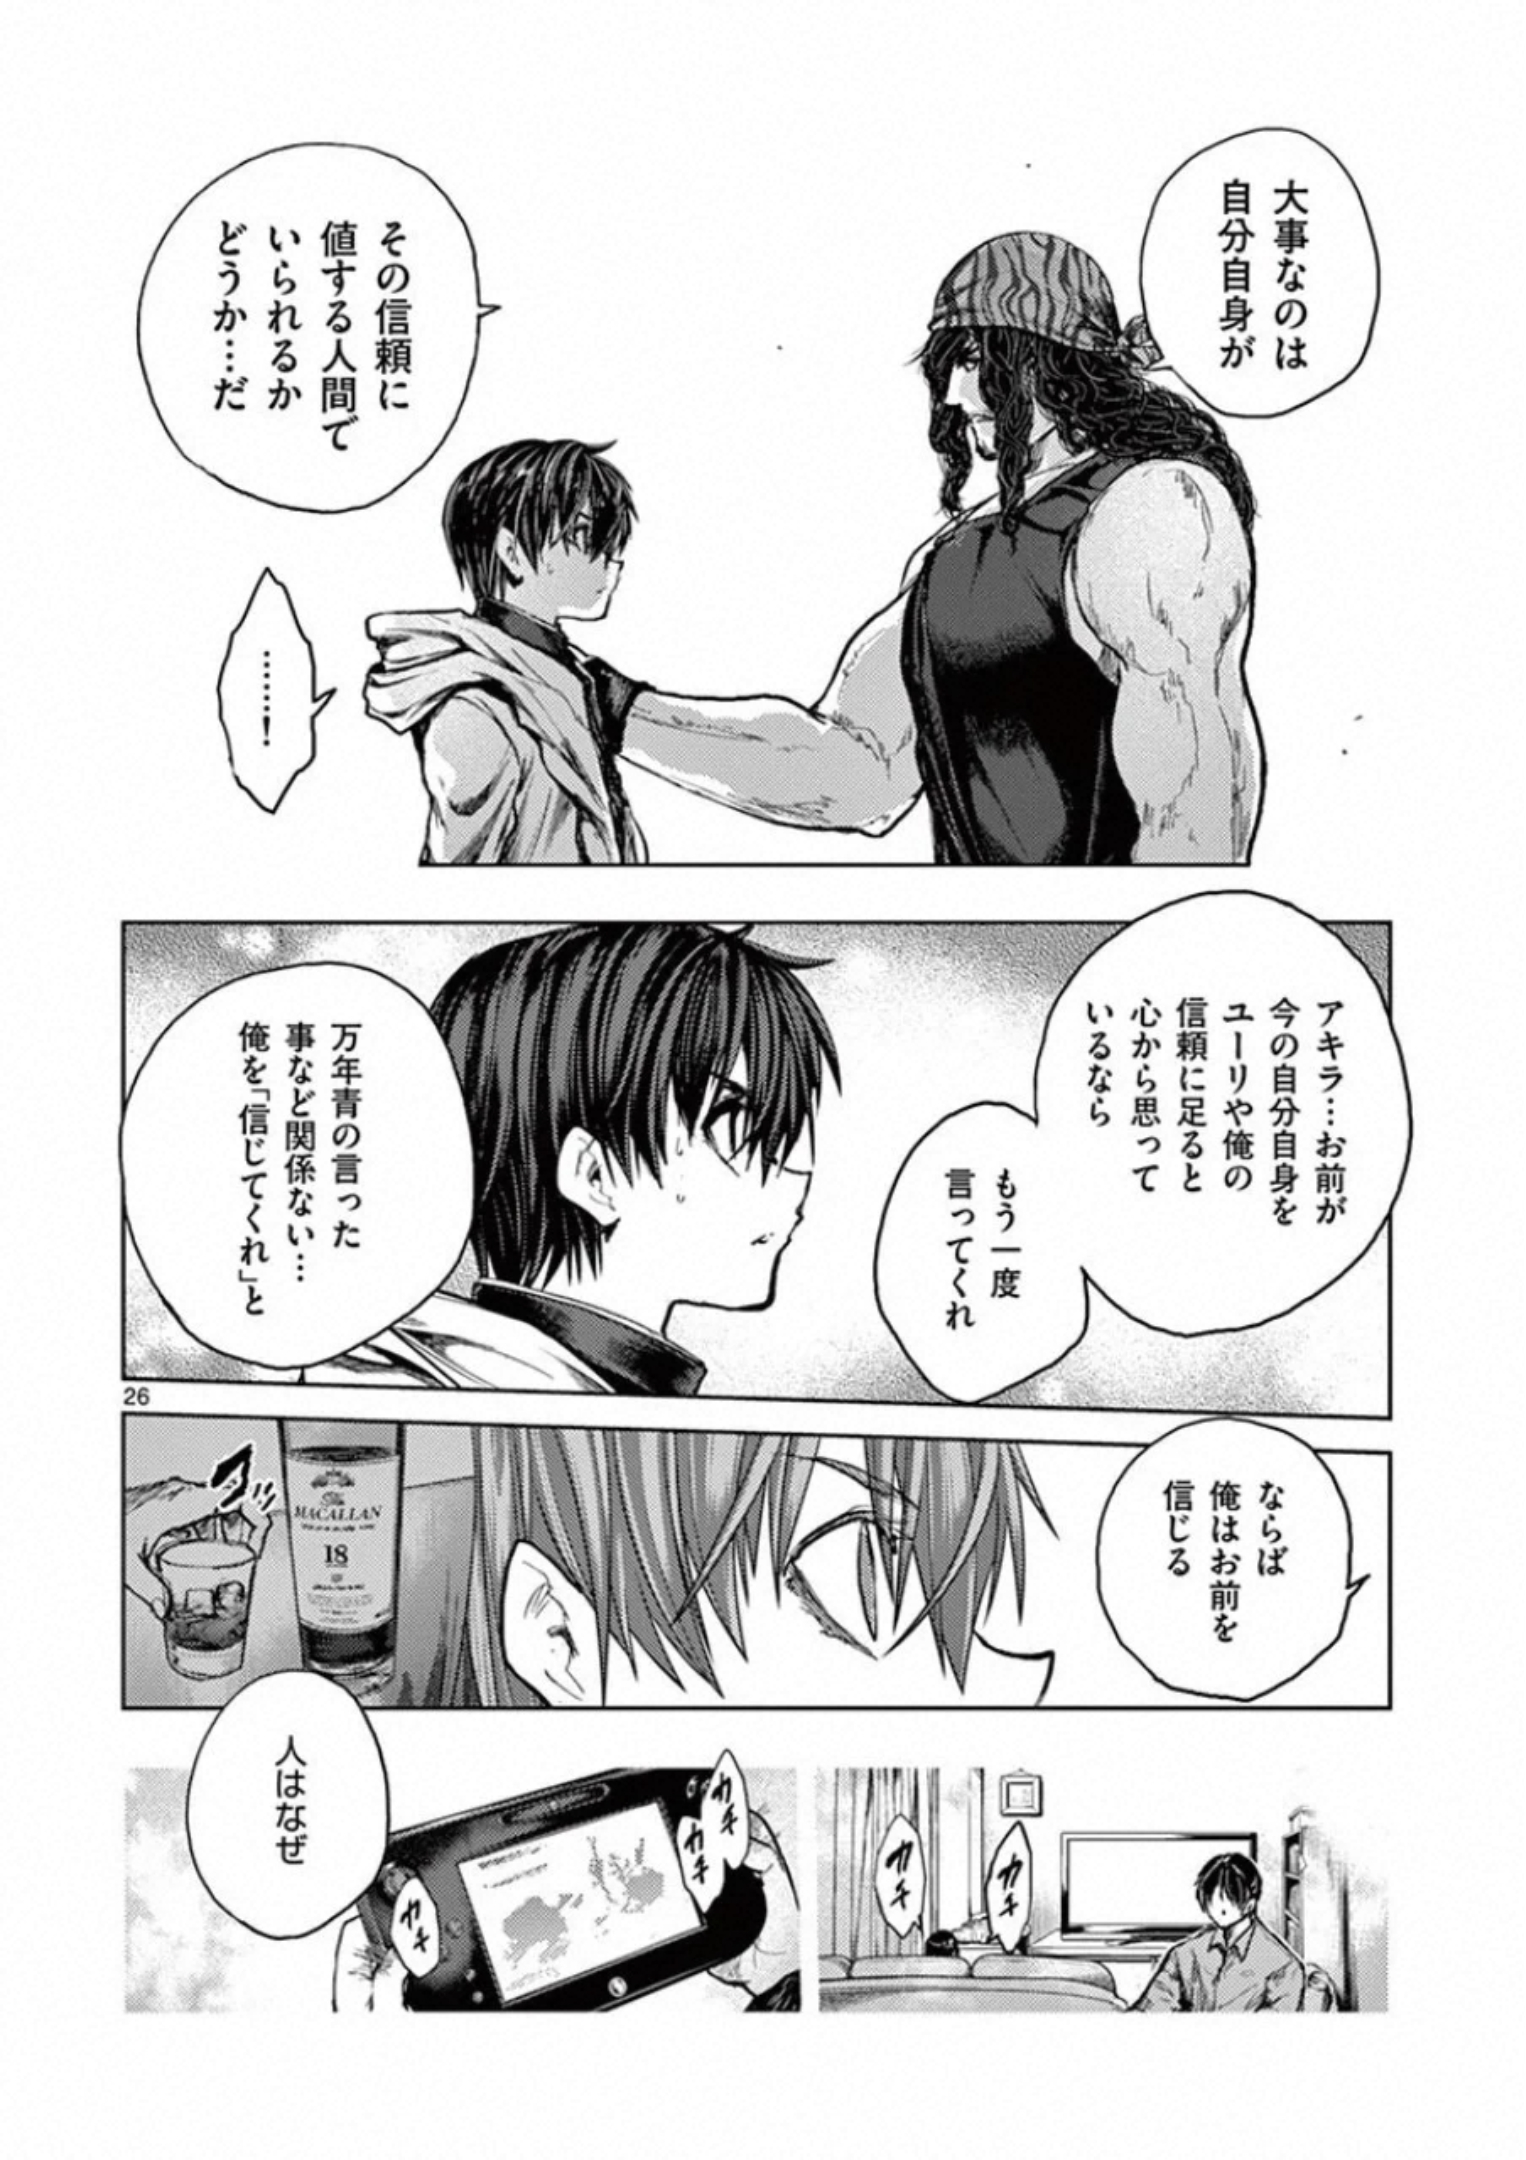 大事なのは
自分自身が
その信頼に
値する人間で
いられるか
どうか…だ
………！
アキラ…お前が
今の自分自身を
ユーリや俺の
信頼に足ると
心から思って
いるなら
もう一度
言ってくれ
万年青の言った
事など関係ない…
俺を「信じてくれ」と
26
ならば
俺はお前を
信じる
The
MACALLAN
18
カチ
カチ
カチ
カチ
カチ
人はなぜ